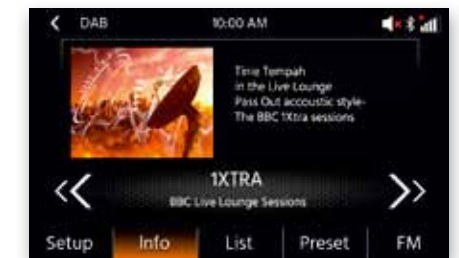 DAB
10:00 AM
Tinie Tempah
in the Live Lounge
Pass Out accoustic style-
The BBC 1Xtra sessions
1XTRA
BBC Live Lounge Sessions
Setup Info List Preset FM